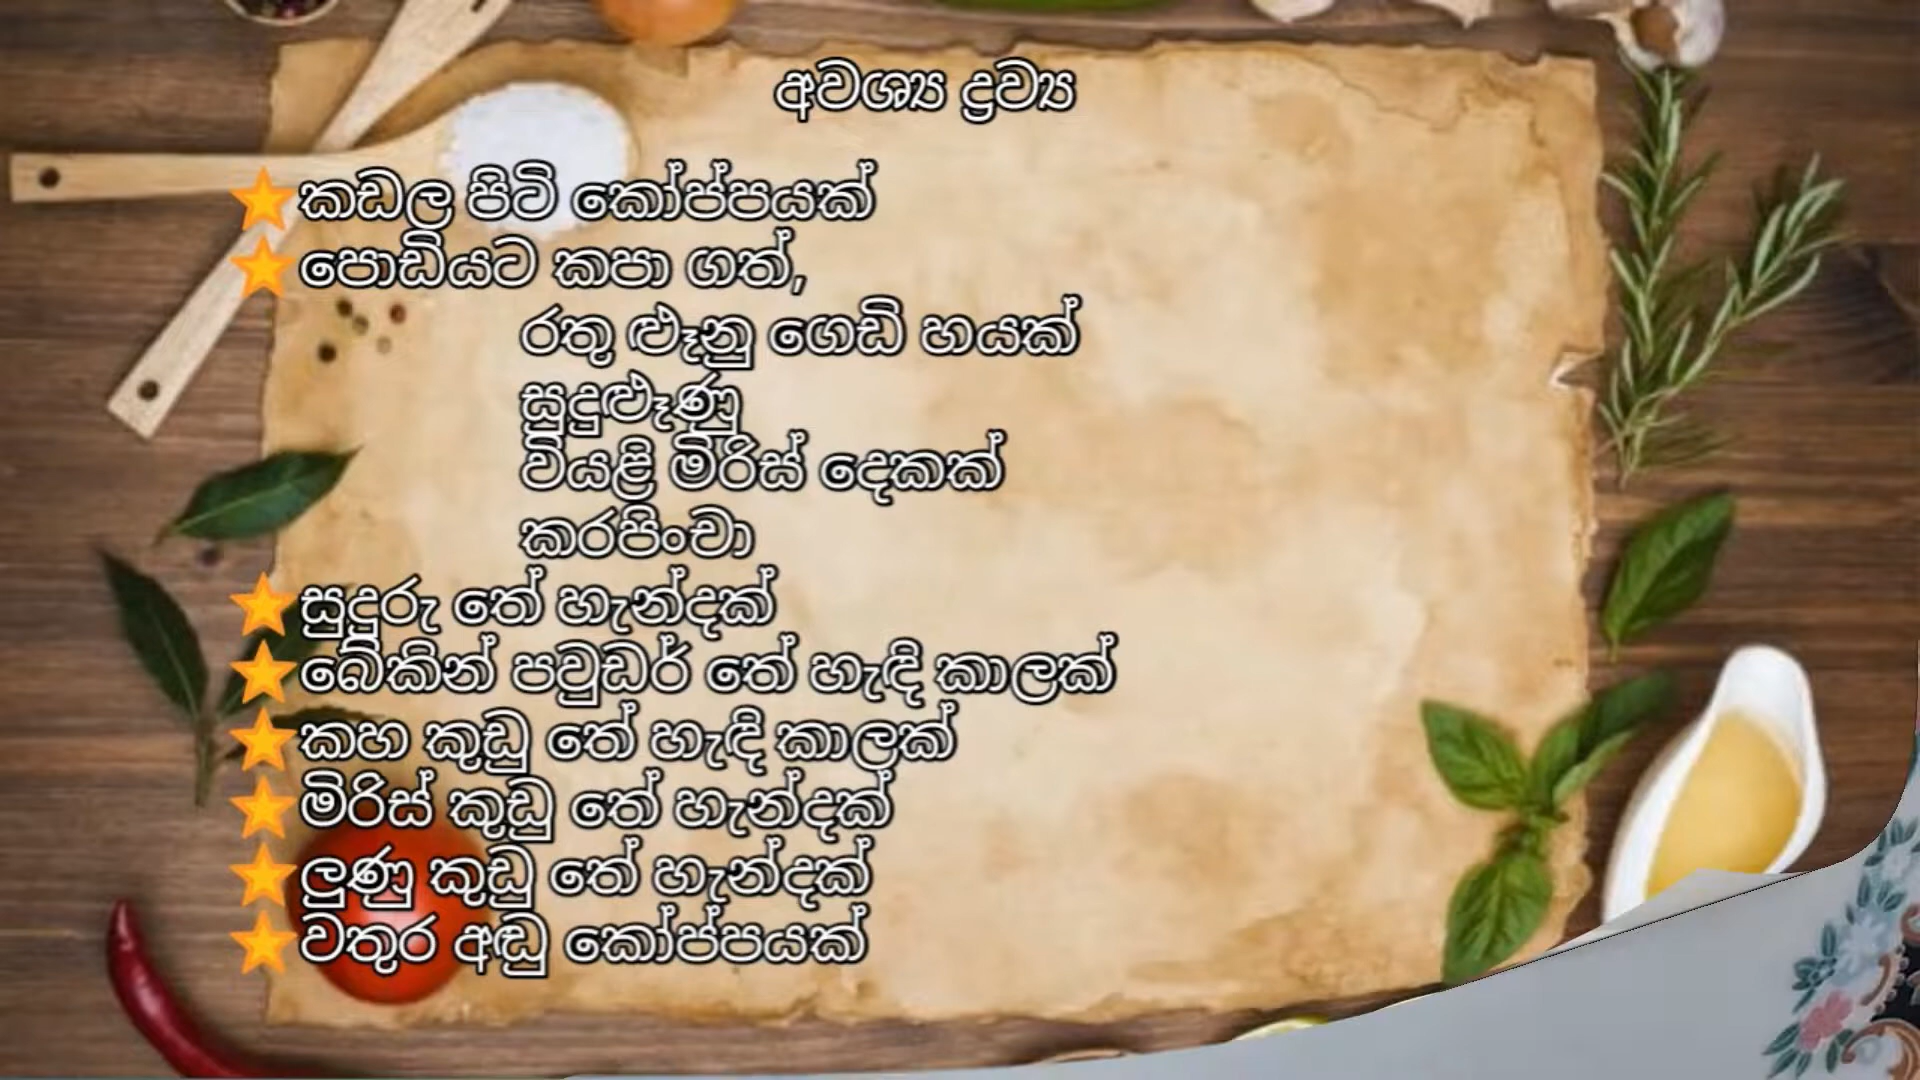 අවශ්‍ය ද්‍රව්‍ය
⭐කඩල පිටි කෝප්පයක්
⭐පොඩියට කපා ගත්,
රතු ළූනු ගෙඩි හයක්
සුදුළූණු
වියළි මිරිස් දෙකක්
කරපිංචා
⭐සුදුරු තේ හැන්දක්
⭐බේකින් පවුඩර් තේ හැඳි කාලක්
⭐කහ කුඩු තේ හැඳි කාලක්
⭐මිරිස් කුඩු තේ හැන්දක්
⭐ලුණු කුඩු තේ හැන්දක්
⭐වතුර අඬු කෝප්පයක්